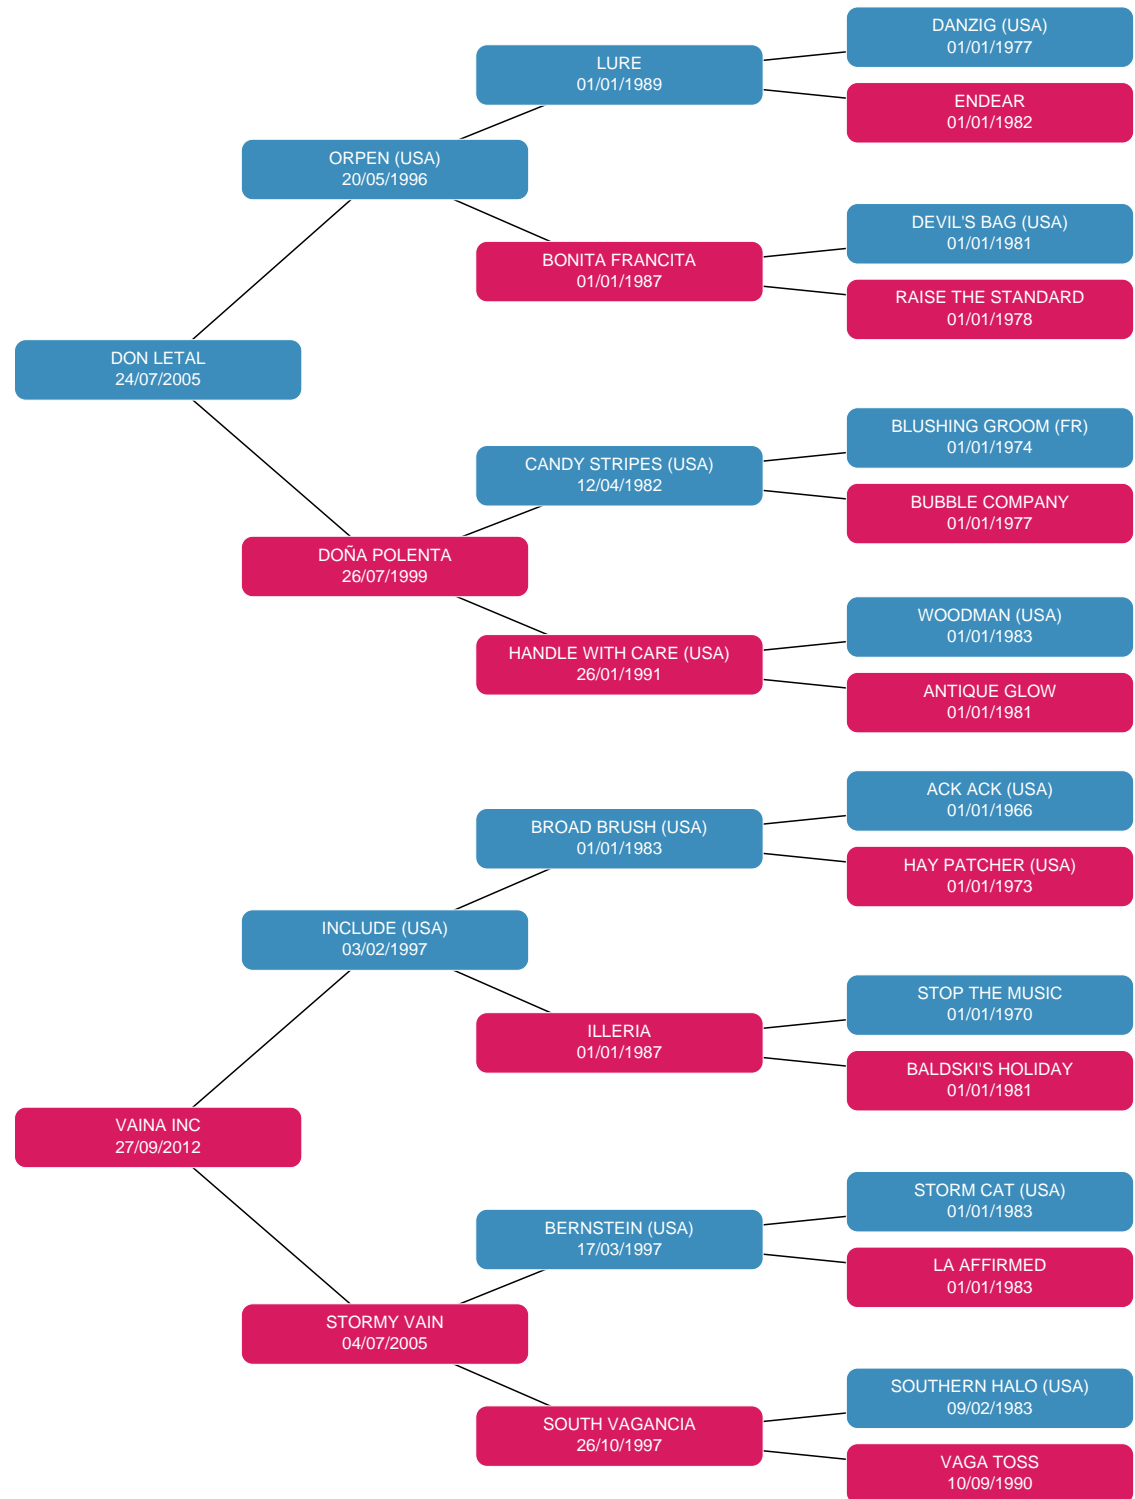 DANZIG (USA)
01/01/1977
LURE
01/01/1989
ENDEAR
01/01/1982
ORPEN (USA)
20/05/1996
DEVIL'S BAG (USA)
01/01/1981
BONITA FRANCITA
01/01/1987
RAISE THE STANDARD
01/01/1978
DON LETAL
24/07/2005
BLUSHING GROOM (FR)
01/01/1974
CANDY STRIPES (USA)
12/04/1982
BUBBLE COMPANY
01/01/1977
DOÑA POLENTA
26/07/1999
WOODMAN (USA)
01/01/1983
HANDLE WITH CARE (USA)
26/01/1991
ANTIQUE GLOW
01/01/1981
ACK ACK (USA)
01/01/1966
BROAD BRUSH (USA)
01/01/1983
HAY PATCHER (USA)
01/01/1973
INCLUDE (USA)
03/02/1997
STOP THE MUSIC
01/01/1970
ILLERIA
01/01/1987
BALDSKI'S HOLIDAY
01/01/1981
VAINA INC
27/09/2012
STORM CAT (USA)
01/01/1983
BERNSTEIN (USA)
17/03/1997
LA AFFIRMED
01/01/1983
STORMY VAIN
04/07/2005
SOUTHERN HALO (USA)
09/02/1983
SOUTH VAGANCIA
26/10/1997
VAGA TOSS
10/09/1990